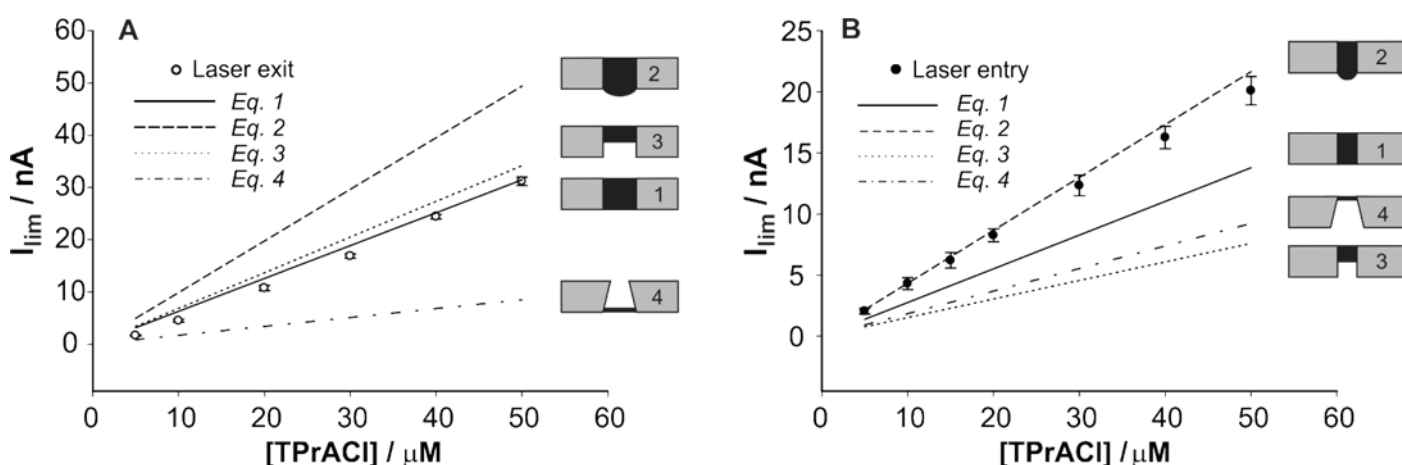 A
Laser exit
Eq. 1
Eq. 2
Eq. 3
Eq. 4
2
3
1
4
60
50
40
30
20
10
0
I lim / nA
0 10 20 30 40 50 60
[TPrACl] / μM
B
Laser entry
Eq. 1
Eq. 2
Eq. 3
Eq. 4
2
1
4
3
25
20
15
10
5
0
I lim / nA
0 10 20 30 40 50 60
[TPrACl] / μM